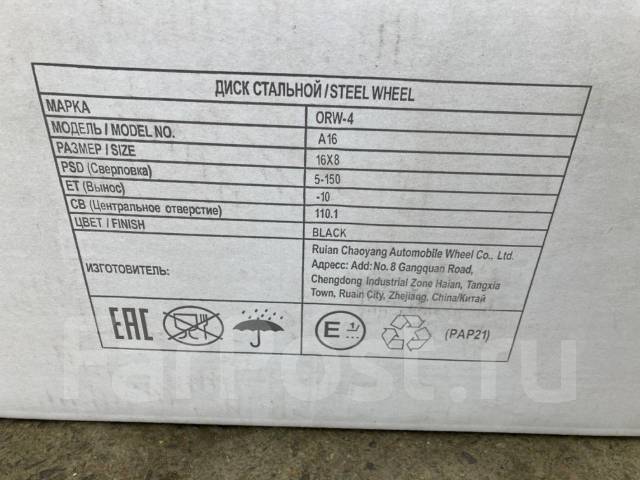 ДИСК СТАЛЬНОЙ / STEEL WHEEL
МАРКА ORW-4
МОДЕЛЬ / MODEL NO. A16
РАЗМЕР / SIZE 16X8
PSD (Сверловка) 5-150
ET (Вынос) -10
CB (Центральное отверстие) 110.1
ЦВЕТ / FINISH BLACK
ИЗГОТОВИТЕЛЬ:
Ruian Chaoyang Automobile Wheel Co., Ltd.
Адресс: Add: No. 8 Gangquan Road,
Chengdong Industrial Zone Haian, Tangxia
Town, Ruain City, Zhejiang, China/Китай
EAC E 1/ (PAP21)
FarPost.ru